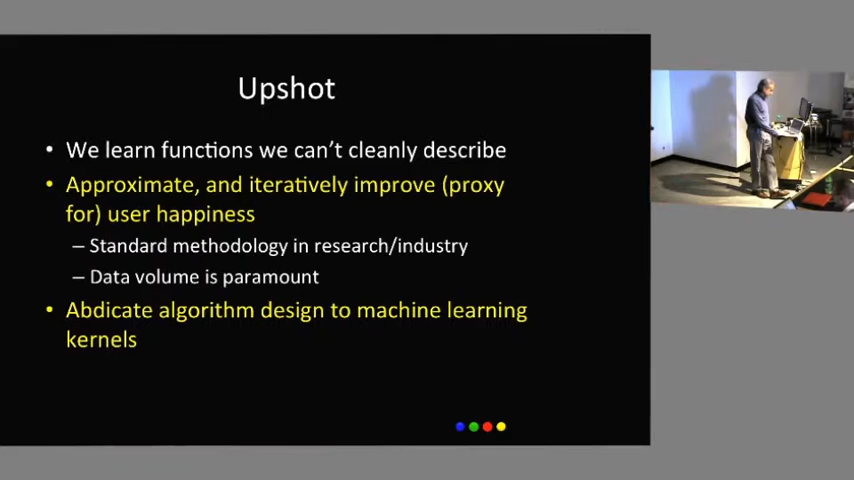 Upshot
• We learn functions we can't cleanly describe
• Approximate, and iteratively improve (proxy
for) user happiness
– Standard methodology in research/industry
– Data volume is paramount
• Abdicate algorithm design to machine learning
kernels